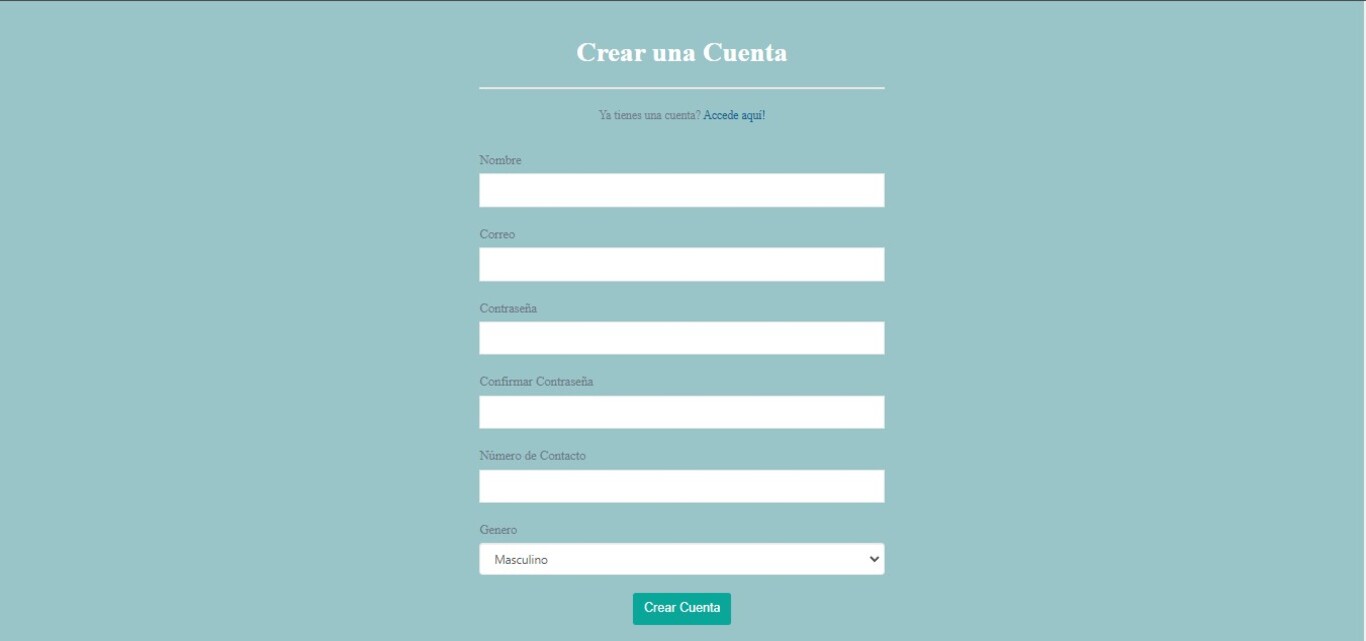 Crear una Cuenta
Ya tienes una cuenta? Accede aquí!
Nombre
Correo
Contraseña
Confirmar Contraseña
Número de Contacto
Genero
Masculino
Crear Cuenta